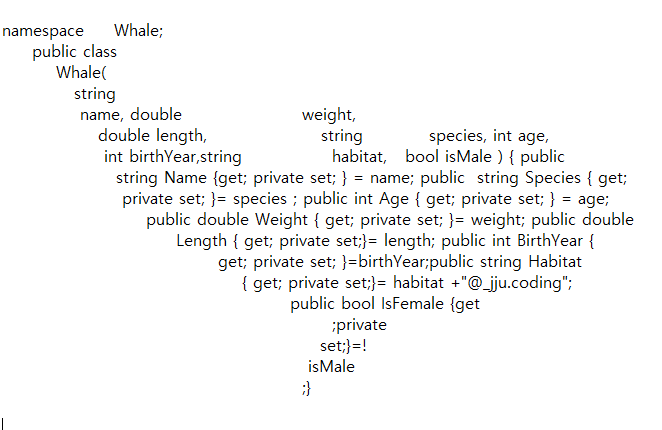 namespace Whale;
public class
Whale(
string
name, double weight,
double length, string species, int age,
int birthYear,string habitat, bool isMale ) { public
string Name {get; private set; } = name; public string Species { get;
private set; }= species ; public int Age { get; private set; } = age;
public double Weight { get; private set; }= weight; public double
Length { get; private set;}= length; public int BirthYear {
get; private set; }=birthYear;public string Habitat
{ get; private set;}= habitat +"@_jju.coding";
public bool IsFemale {get
;private
set;}=!
isMale
;}